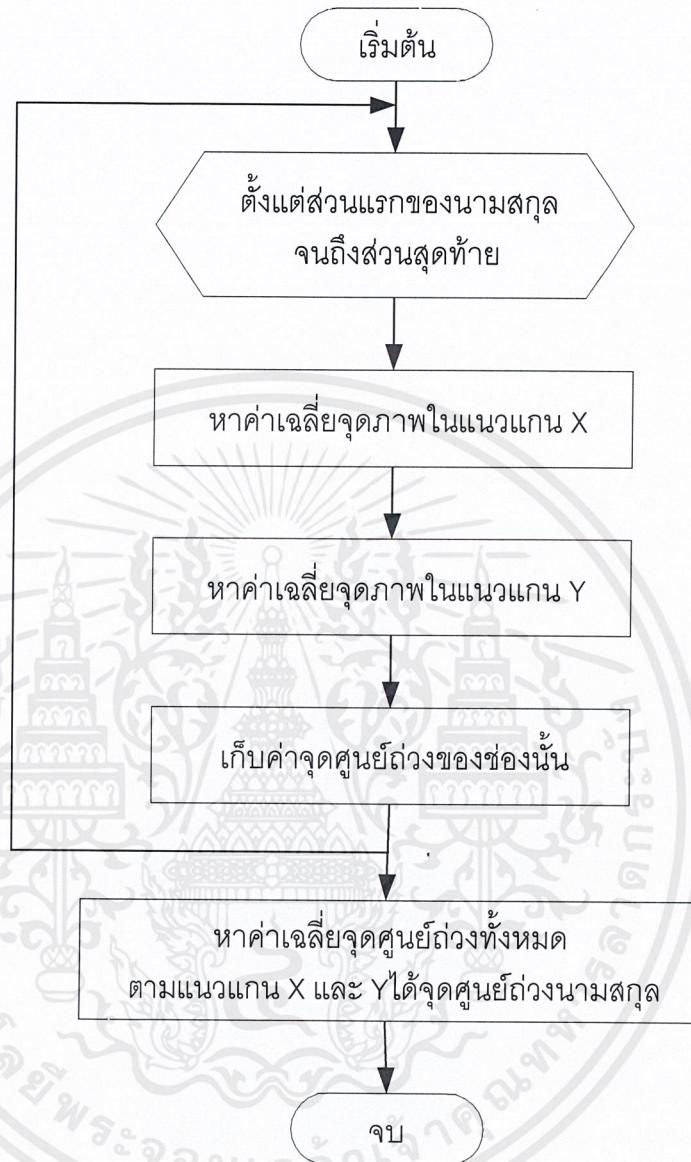 เริ่มต้น
ตั้งแต่ส่วนแรกของนามสกุล
จนถึงส่วนสุดท้าย
หาค่าเฉลี่ยจุดภาพในแนวแกน X
หาค่าเฉลี่ยจุดภาพในแนวแกน Y
เก็บค่าจุดศูนย์ถ่วงของช่องนั้น
หาค่าเฉลี่ยจุดศูนย์ถ่วงทั้งหมด
ตามแนวแกน X และ Yได้จุดศูนย์ถ่วงนามสกุล
จบ